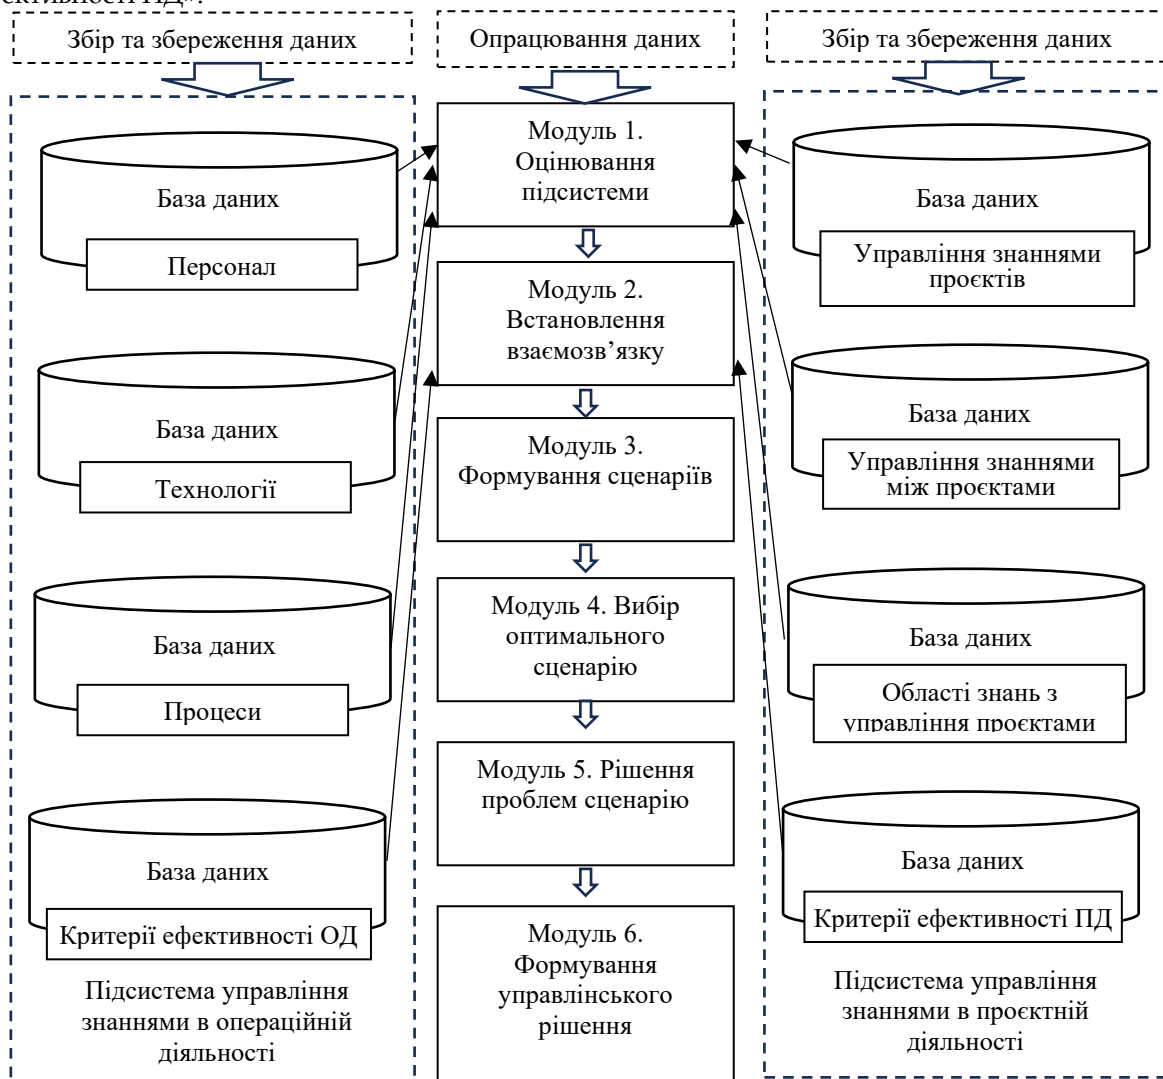 Збір та збереження даних
Опрацювання даних
Збір та збереження даних
База даних
Персонал
База даних
Технології
База даних
Процеси
База даних
Критерії ефективності ОД
Підсистема управління
знаннями в операційній
діяльності
Модуль 1.
Оцінювання
підсистеми
Модуль 2.
Встановлення
взаємозв’язку
Модуль 3.
Формування сценаріїв
Модуль 4. Вибір
оптимального
сценарію
Модуль 5. Рішення
проблем сценарію
Модуль 6.
Формування
управлінського
рішення
База даних
Управління знаннями
проєктів
База даних
Управління знаннями
між проєктами
База даних
Області знань з
управління проєктами
База даних
Критерії ефективності ПД
Підсистема управління
знаннями в проєктній
діяльності